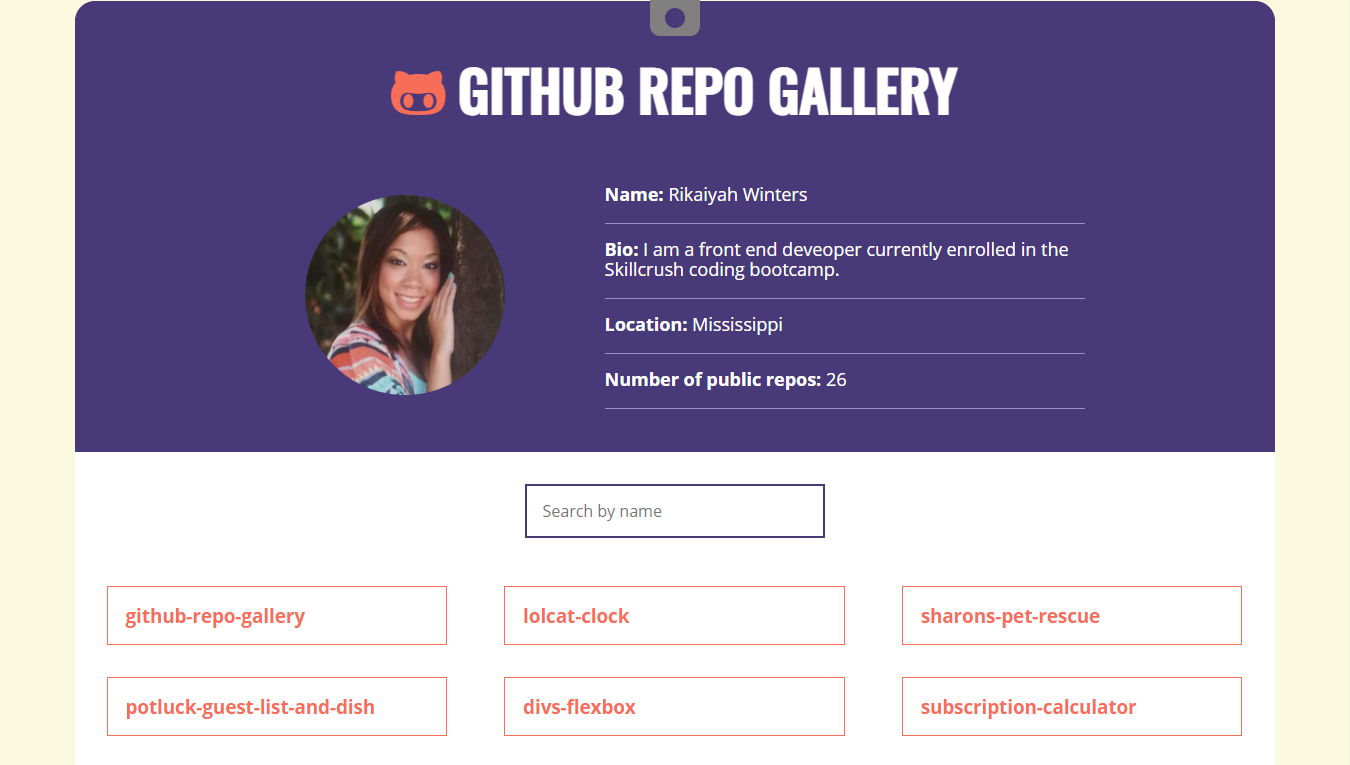 GITHUB REPO GALLERY
Name: Rikaiyah Winters
Bio: I am a front end deveoper currently enrolled in the
Skillcrush coding bootcamp.
Location: Mississippi
Number of public repos: 26
Search by name
github-repo-gallery
lolcat-clock
sharons-pet-rescue
potluck-guest-list-and-dish
divs-flexbox
subscription-calculator